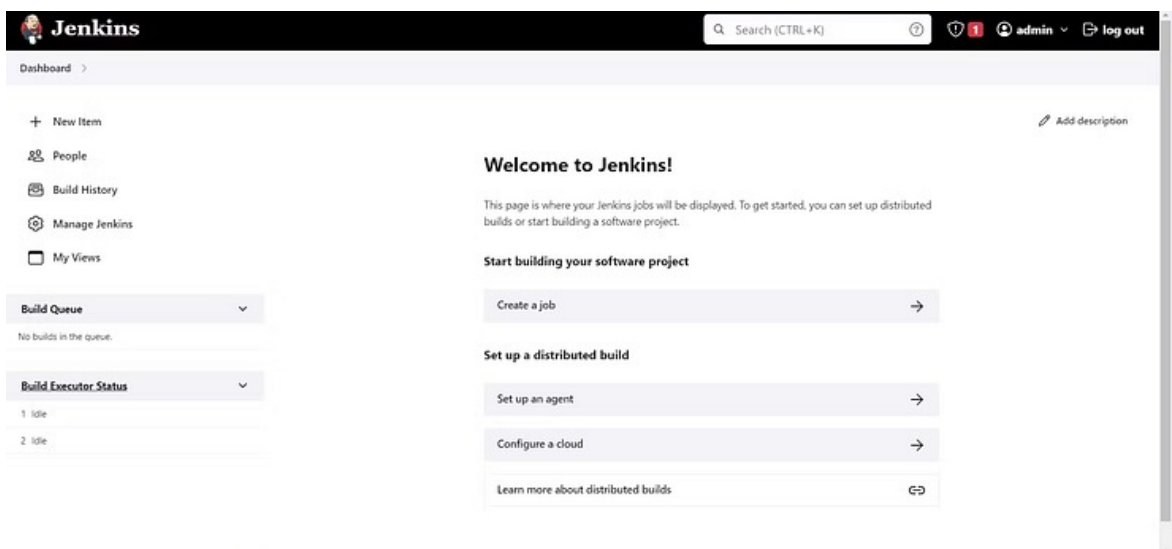 Jenkins
Search (CTRL+K)
1
admin
log out
Dashboard
New Item
People
Build History
Manage Jenkins
My Views
Build Queue
No builds in the queue.
Build Executor Status
1 Idle
2 Idle
Add description
Welcome to Jenkins!
This page is where your Jenkins jobs will be displayed. To get started, you can set up distributed
builds or start building a software project.
Start building your software project
Create a job
Set up a distributed build
Set up an agent
Configure a cloud
Learn more about distributed builds